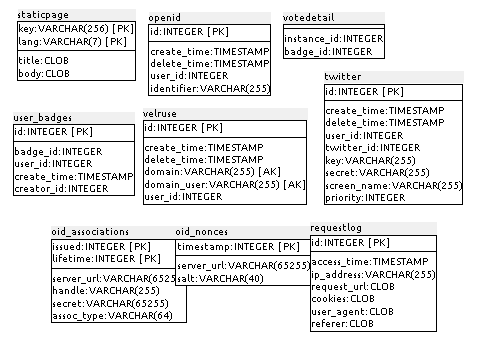 staticpage
key:VARCHAR(256) [PK]
lang:VARCHAR(7) [PK]
title:CLOB
body:CLOB
openid
id:INTEGER [PK]
create_time:TIMESTAMP
delete_time:TIMESTAMP
user_id:INTEGER
identifier:VARCHAR(255)
votedetail
instance_id:INTEGER
badge_id:INTEGER
twitter
id:INTEGER [PK]
create_time:TIMESTAMP
delete_time:TIMESTAMP
user_id:INTEGER
twitter_id:INTEGER
key:VARCHAR(255)
secret:VARCHAR(255)
screen_name:VARCHAR(255)
priority:INTEGER
user_badges
id:INTEGER [PK]
badge_id:INTEGER
user_id:INTEGER
create_time:TIMESTAMP
creator_id:INTEGER
velruse
id:INTEGER [PK]
create_time:TIMESTAMP
delete_time:TIMESTAMP
domain:VARCHAR(255) [AK]
domain_user:VARCHAR(255) [AK]
user_id:INTEGER
oid_associations
issued:INTEGER [PK]
lifetime:INTEGER [PK]
server_url:VARCHAR(6525
handle:VARCHAR(255)
secret:VARCHAR(65255)
assoc_type:VARCHAR(64)
oid_nonces
timestamp:INTEGER [PK]
server_url:VARCHAR(65255)
salt:VARCHAR(40)
requestlog
id:INTEGER [PK]
access_time:TIMESTAMP
ip_address:VARCHAR(255)
request_url:CLOB
cookies:CLOB
user_agent:CLOB
referer:CLOB